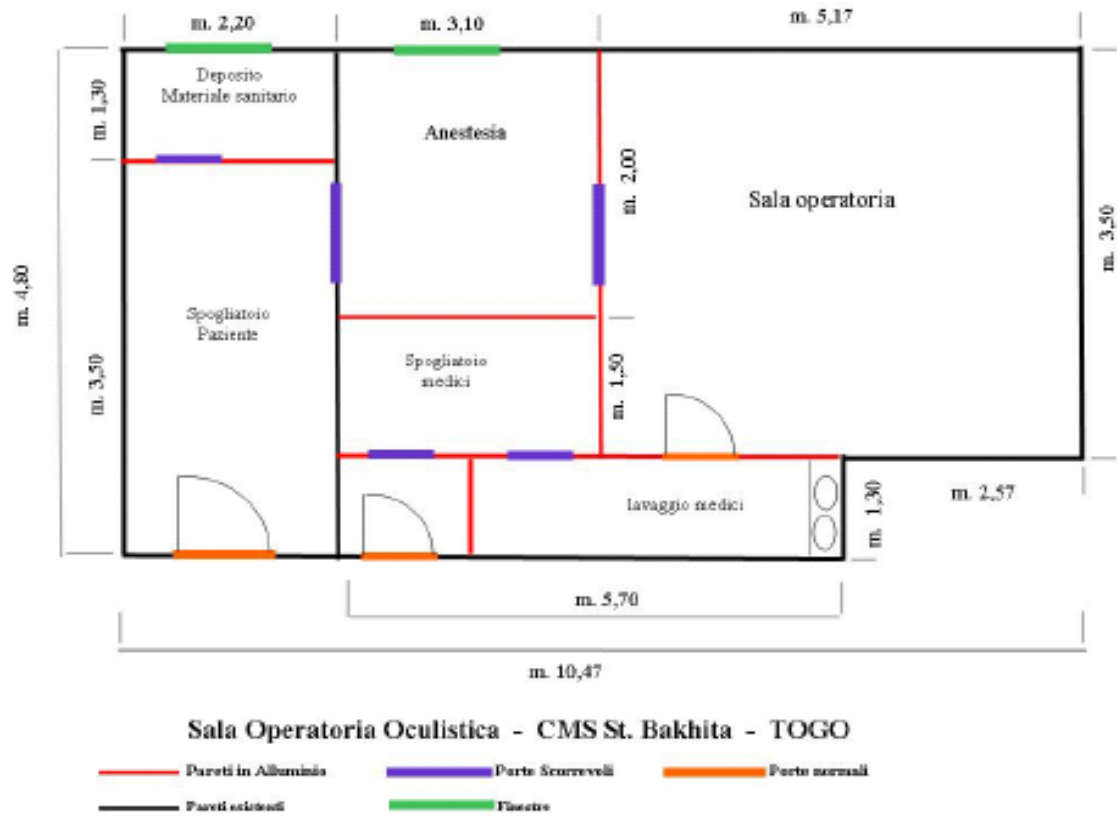 m. 2,20
m. 3,10
m. 5,17
Deposito
Materiale sanitario
m. 1,30
Anestesia
m. 2,00
Sala operatoria
m. 3,50
m. 4,80
Spogliatoio
Paziente
m. 3,50
Spogliatoio
medici
m. 1,50
lavaggio medici
m. 1,30
m. 2,57
m. 5,70
m. 10,47
Sala Operatoria Oculistica - CMS St. Bakhita - TOGO
Pareti in Alluminio
Porte Scorrevoli
Porte normali
Pareti esistenti
Finestre